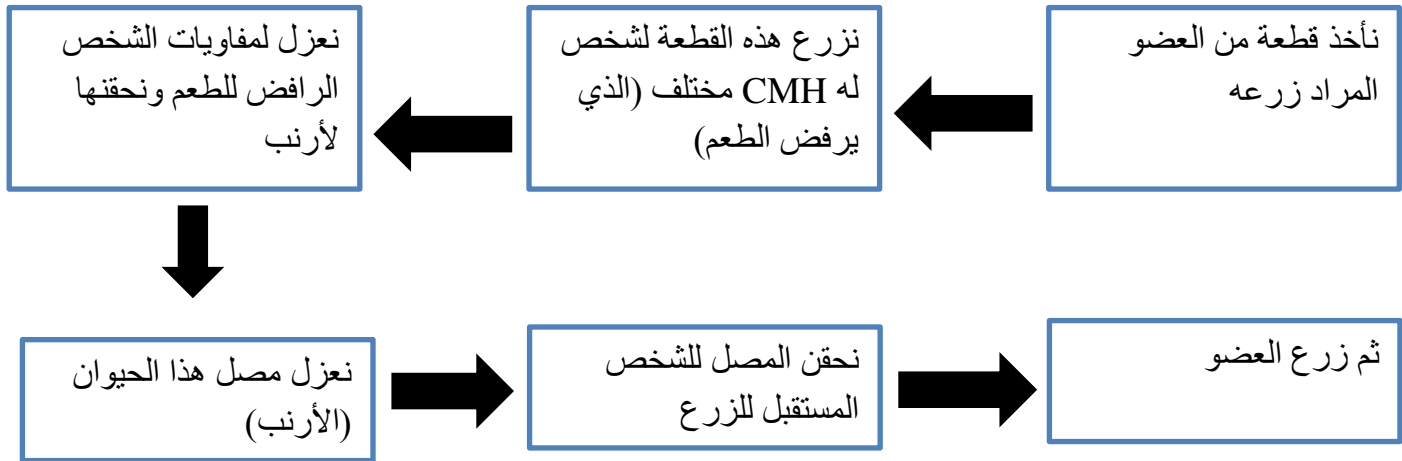 نأخذ قطعة من العضو
المراد زرعه
نزرع هذه القطعة لشخص
له CMH مختلف (الذي
يرفض الطعم)
نعزل لمفاويات الشخص
الرافض للطعم ونحقنها
لأرنب
نعزل مصل هذا الحيوان
(الأرنب)
نحقن المصل للشخص
المستقبل للزرع
ثم زرع العضو